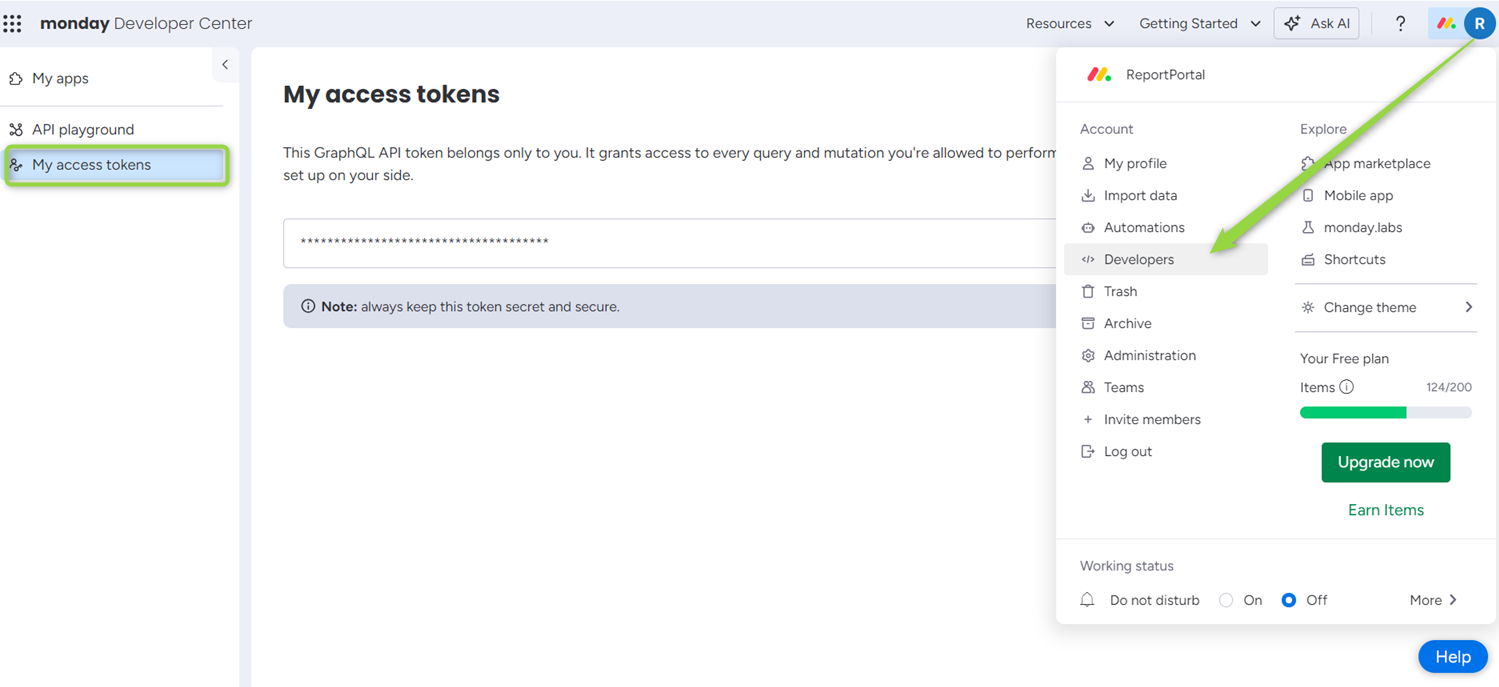 monday Developer Center
Resources
Getting Started
Ask AI
?
R
My apps
API playground
My access tokens
My access tokens
This GraphQL API token belongs only to you. It grants access to every query and mutation you're allowed to perform
set up on your side.
*************************************
Note: always keep this token secret and secure.
ReportPortal
Account
My profile
Import data
Automations
Developers
Trash
Archive
Administration
Teams
Invite members
Log out
Explore
App marketplace
Mobile app
monday.labs
Shortcuts
Change theme
Your Free plan
Items 124/200
Upgrade now
Earn Items
Working status
Do not disturb On Off More
Help